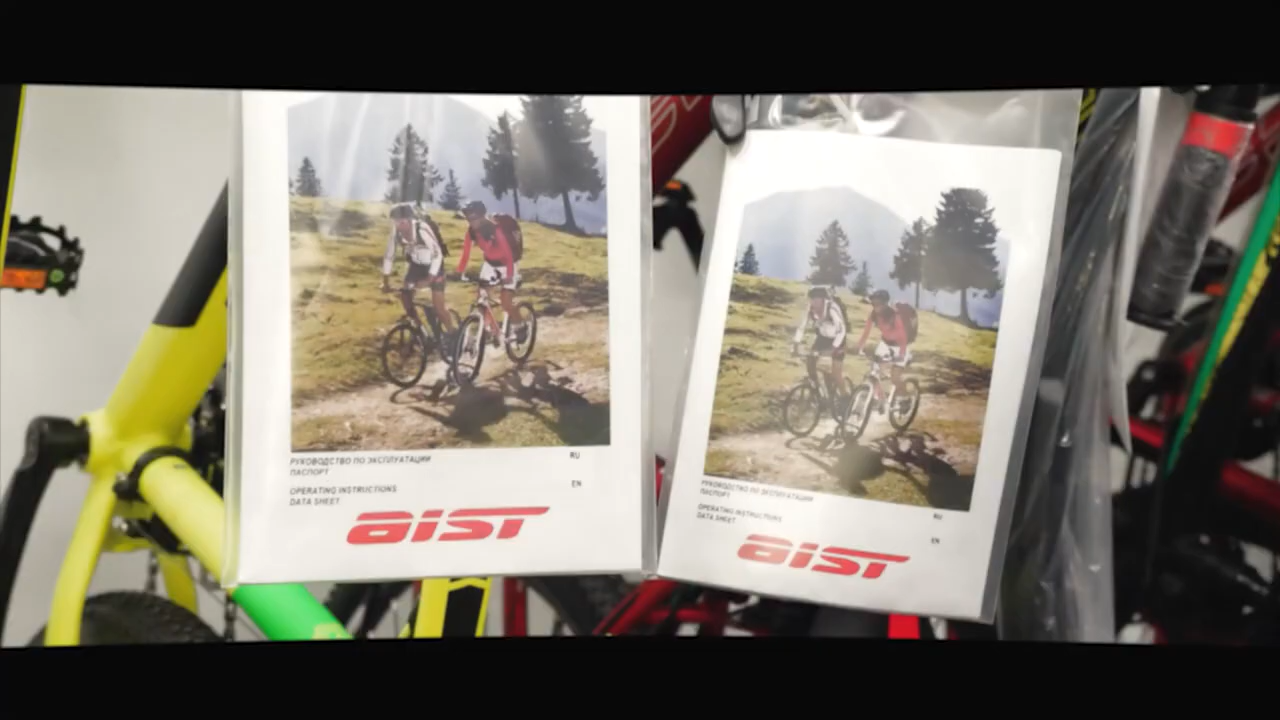 РУКОВОДСТВО ПО ЭКСПЛУАТАЦИИ RU
ПАСПОРТ
OPERATING INSTRUCTIONS EN
DATA SHEET
aist
РУКОВОДСТВО ПО ЭКСПЛУАТАЦИИ RU
ПАСПОРТ
OPERATING INSTRUCTIONS EN
DATA SHEET
aist